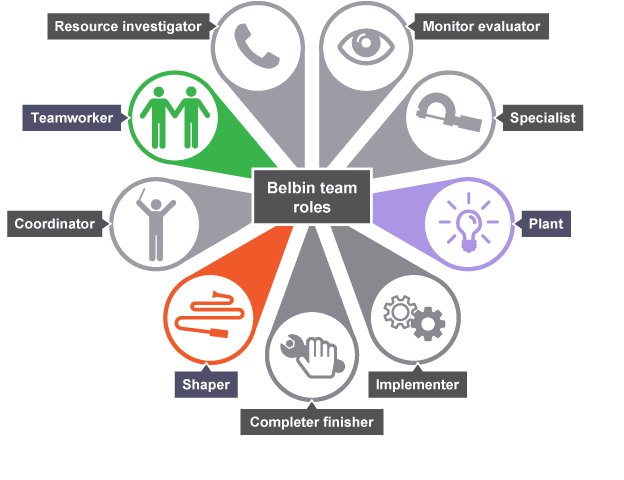 Resource investigator
Monitor evaluator
Teamworker
Specialist
Belbin team
roles
Coordinator
Plant
Shaper
Implementer
Completer finisher